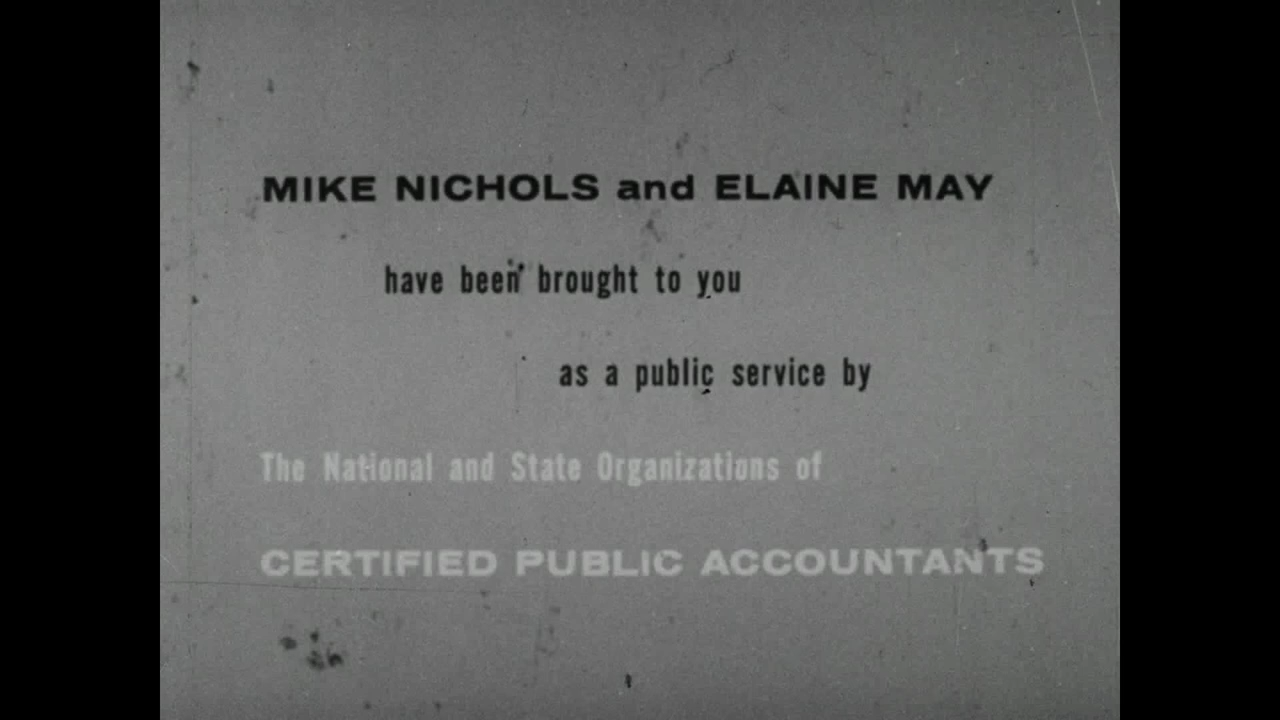 MIKE NICHOLS and ELAINE MAY
have been brought to you
as a public service by
The National and State Organizations of
CERTIFIED PUBLIC ACCOUNTANTS